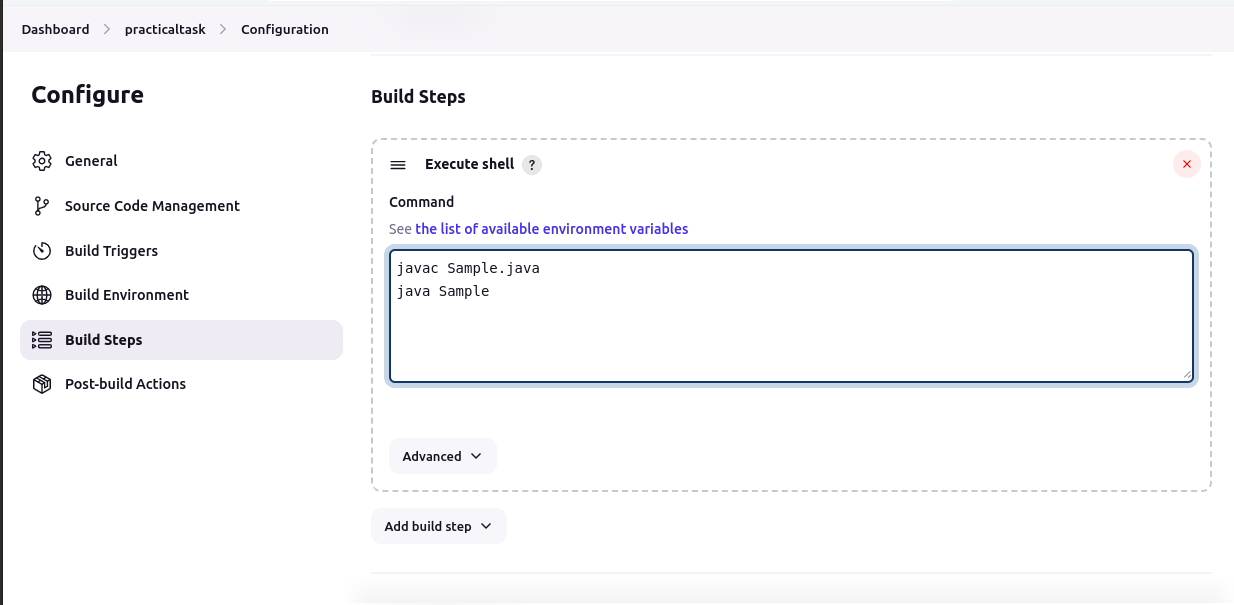 Dashboard > practicaltask > Configuration
Configure
General
Source Code Management
Build Triggers
Build Environment
Build Steps
Post-build Actions
Build Steps
Execute shell ?
Command
See the list of available environment variables
javac Sample.java
java Sample
Advanced
Add build step